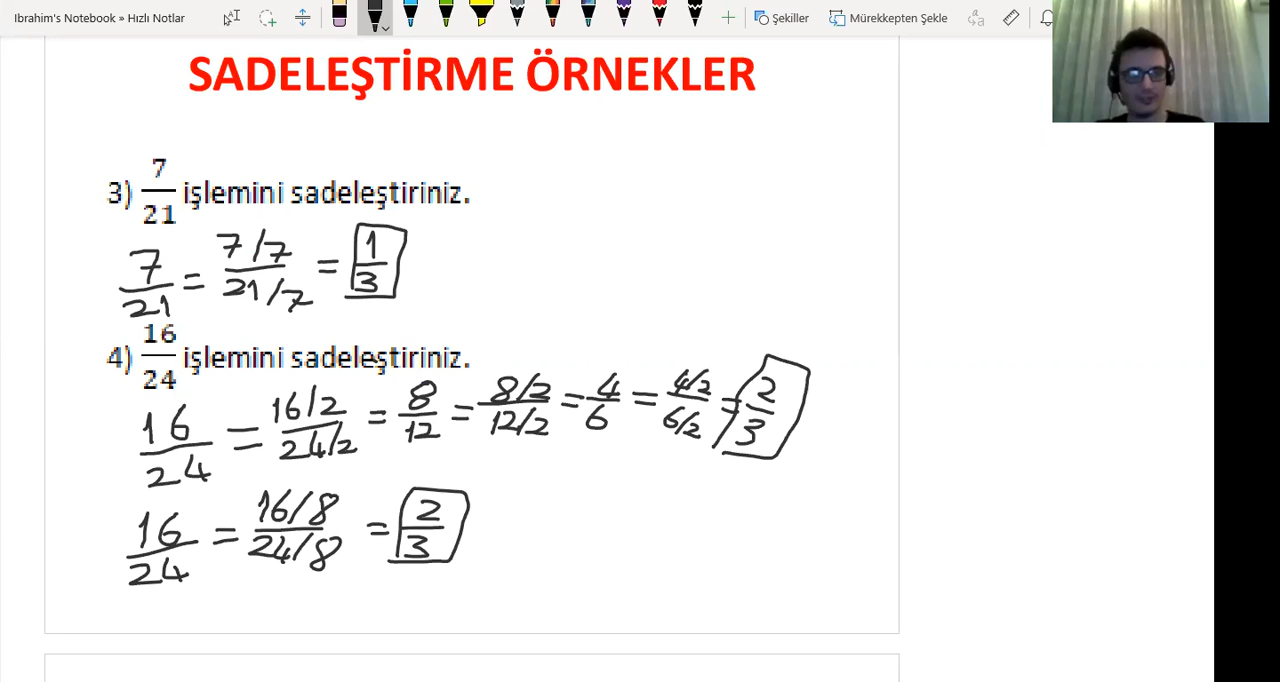 Ibrahim's Notebook » Hızlı Notlar
Şekiller
Mürekkepten Şekle
SADELEŞTİRME ÖRNEKLER
3) 7/21 işlemini sadeleştiriniz.
7/21 = 7/7 / 21/7 = 1/3
4) 16/24 işlemini sadeleştiriniz.
16/24 = 16/2 / 24/2 = 8/12 = 8/2 / 12/2 = 4/6 = 4/2 / 6/2 = 2/3
16/24 = 16/8 / 24/8 = 2/3